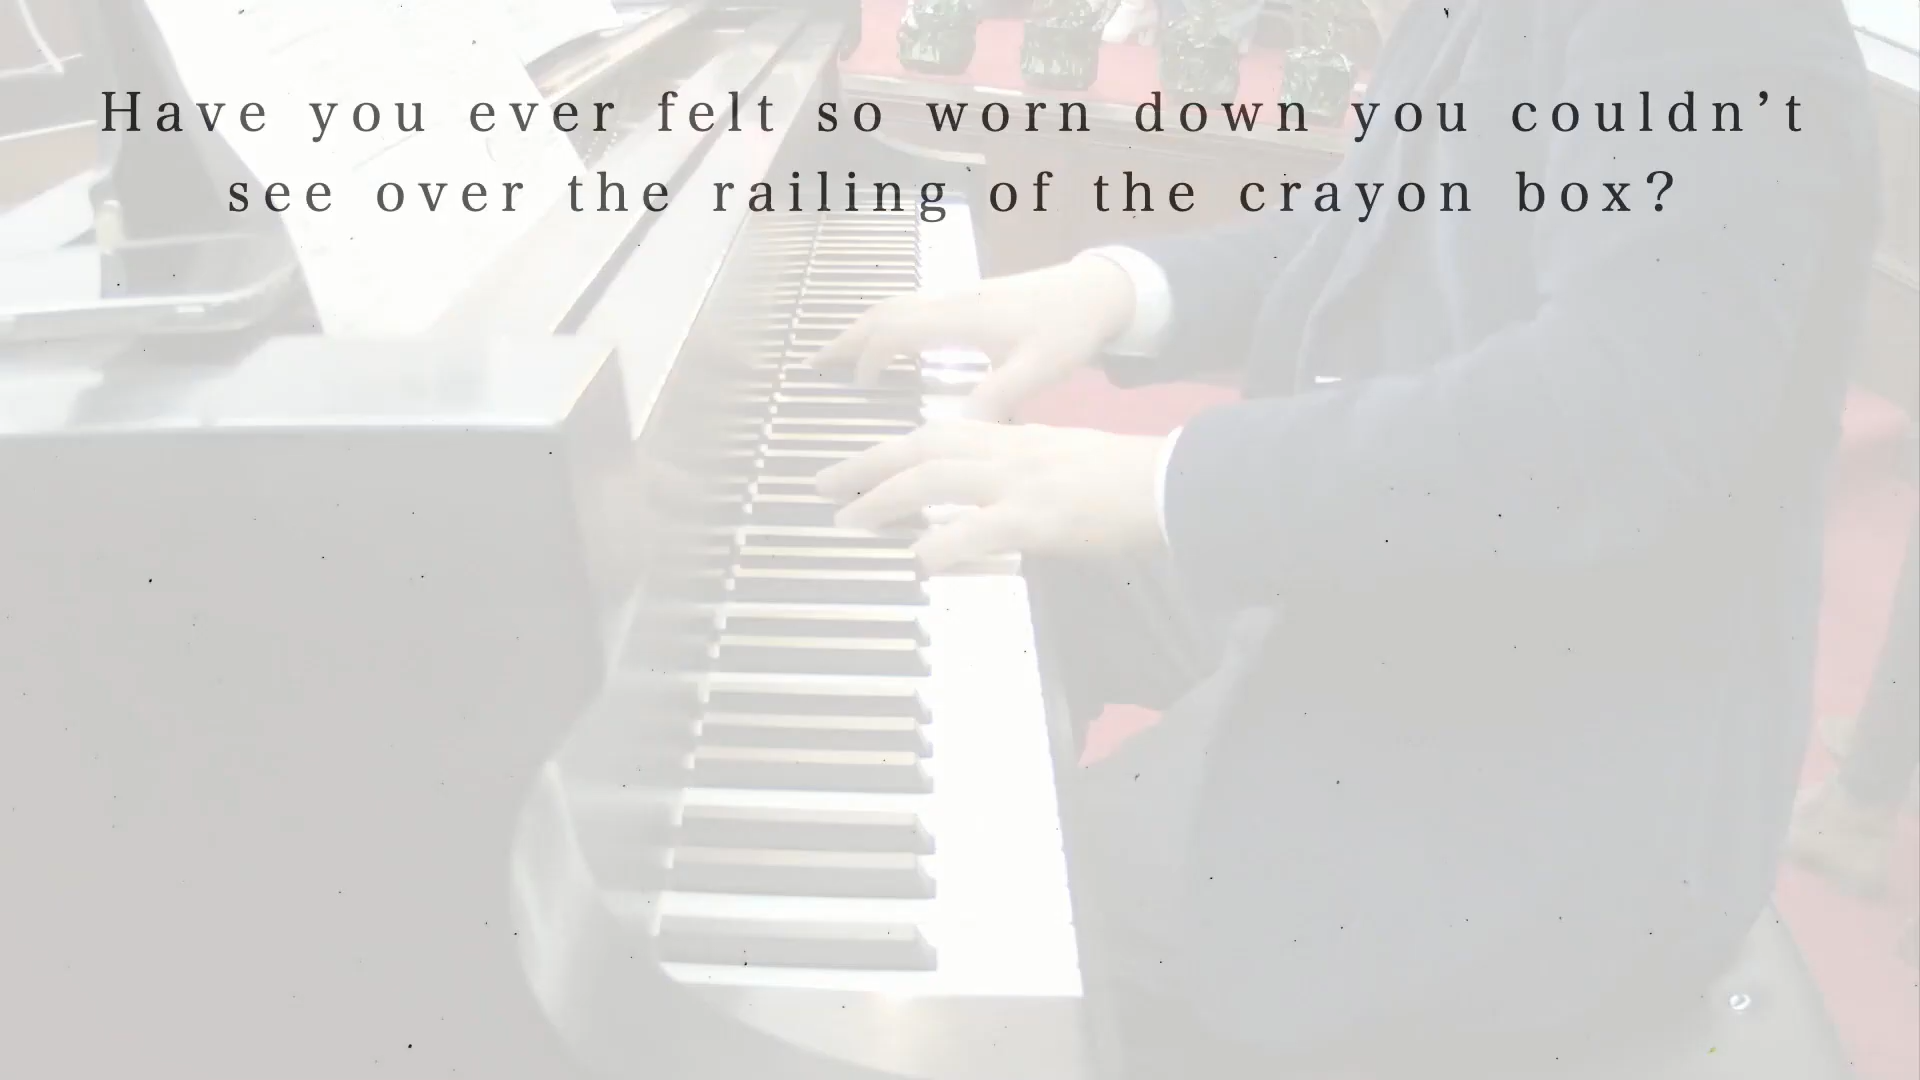 Have you ever felt so worn down you couldn’t
see over the railing of the crayon box?